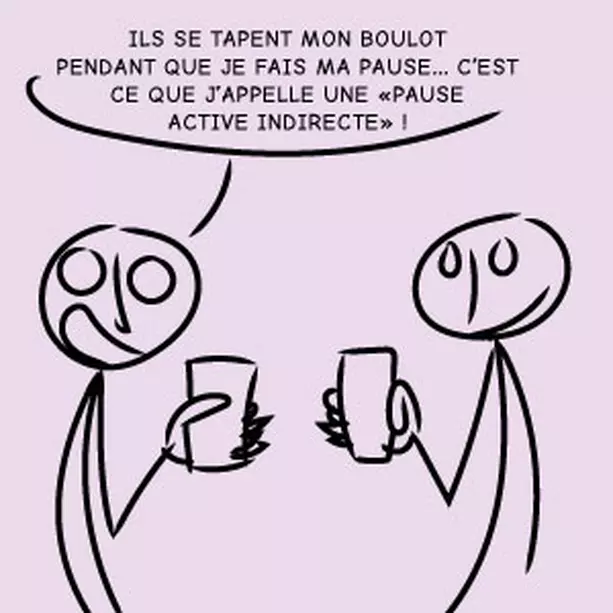 ILS SE TAPENT MON BOULOT
PENDANT QUE JE FAIS MA PAUSE... C'EST
CE QUE J'APPELLE UNE «PAUSE
ACTIVE INDIRECTE» !